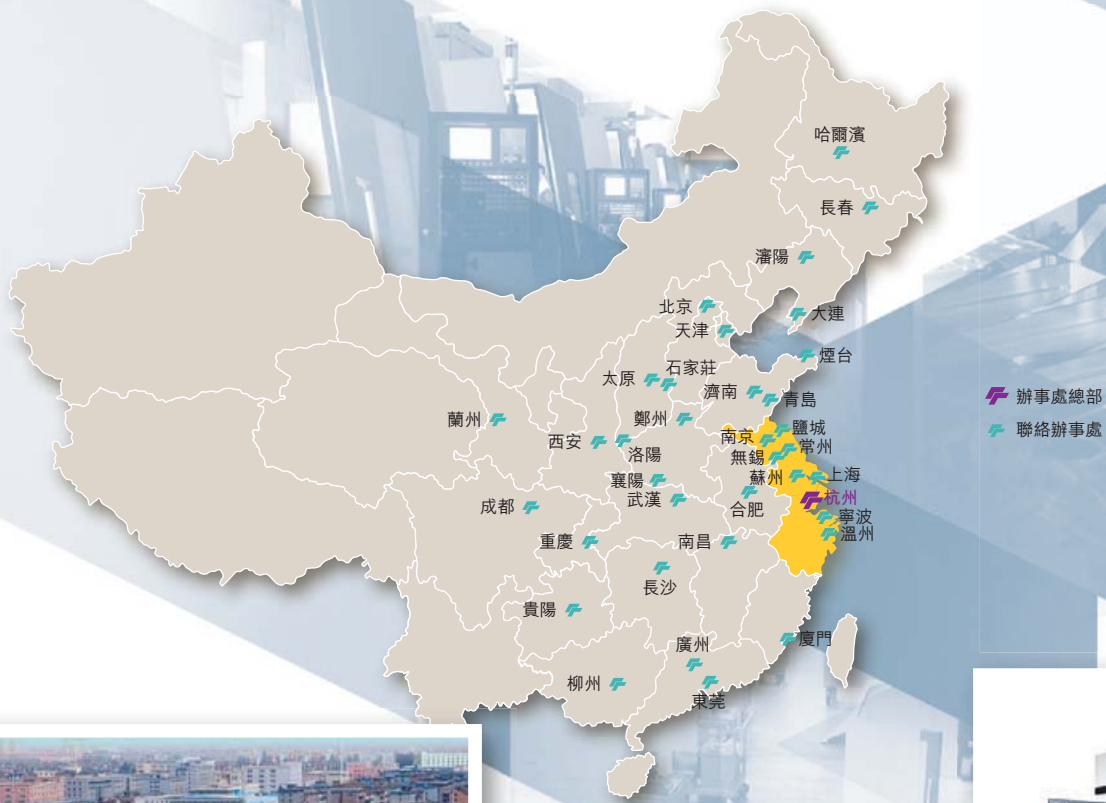 哈爾濱
長春
瀋陽
北京
大連
天津
煙台
石家莊
太原
濟南
青島
蘭州
鄭州
鹽城
南京
西安
洛陽
常州
無錫
蘇州
上海
襄陽
武漢
杭州
成都
合肥
寧波
溫州
重慶
南昌
長沙
貴陽
廈門
廣州
柳州
東莞
辦事處總部
聯絡辦事處